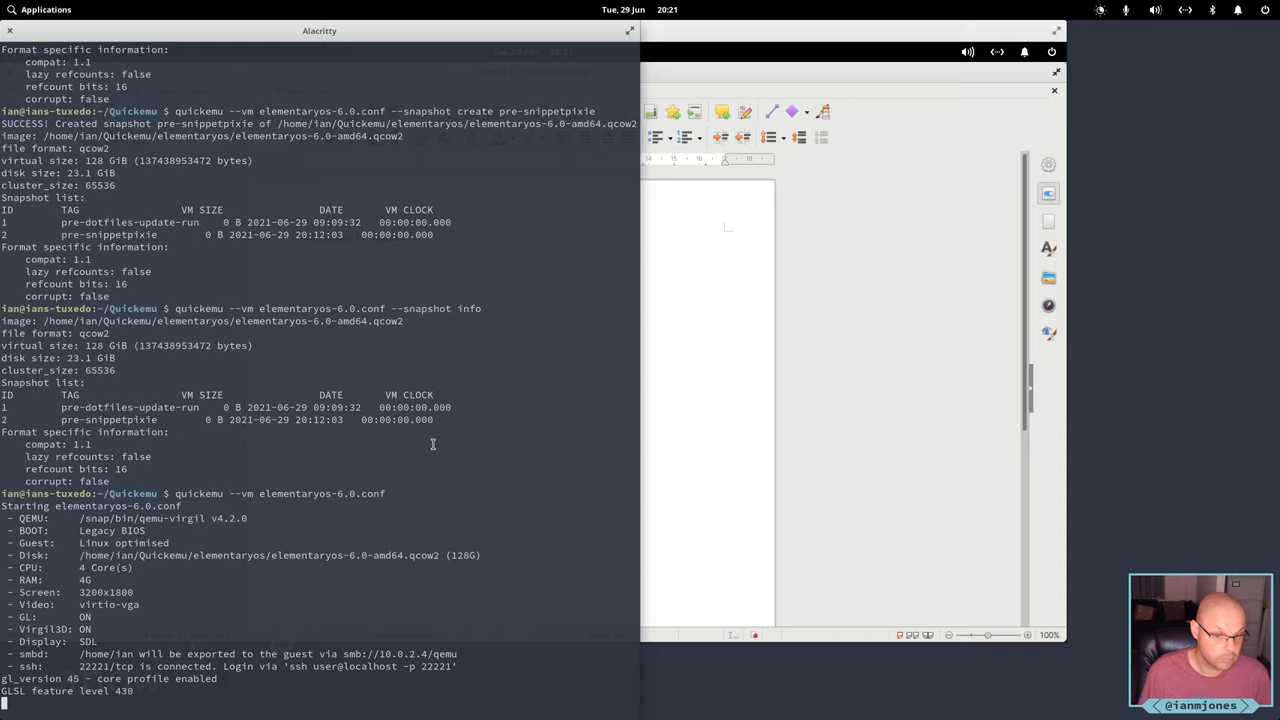 Applications
Tue, 29 Jun   20:21
Alacritty
Format specific information:
    compat: 1.1
    lazy refcounts: false
    refcount bits: 16
    corrupt: false
ian@ians-tuxedo:~/Quickemu $ quickemu --vm elementaryos-6.0.conf --snapshot create pre-snippetpixie
SUCCESS! Created snapshot pre-snippetpixie of /home/ian/Quickemu/elementaryos/elementaryos-6.0-amd64.qcow2
image: /home/ian/Quickemu/elementaryos/elementaryos-6.0-amd64.qcow2
file format: qcow2
virtual size: 128 GiB (137438953472 bytes)
disk size: 23.1 GiB
cluster_size: 65536
Snapshot list:
ID        TAG                 VM SIZE                DATE       VM CLOCK
1         pre-dotfiles-update-run    0 B 2021-06-29 09:09:32   00:00:00.000
2         pre-snippetpixie        0 B 2021-06-29 20:12:03   00:00:00.000
Format specific information:
    compat: 1.1
    lazy refcounts: false
    refcount bits: 16
    corrupt: false
ian@ians-tuxedo:~/Quickemu $ quickemu --vm elementaryos-6.0.conf --snapshot info
image: /home/ian/Quickemu/elementaryos/elementaryos-6.0-amd64.qcow2
file format: qcow2
virtual size: 128 GiB (137438953472 bytes)
disk size: 23.1 GiB
cluster_size: 65536
Snapshot list:
ID        TAG                 VM SIZE                DATE       VM CLOCK
1         pre-dotfiles-update-run    0 B 2021-06-29 09:09:32   00:00:00.000
2         pre-snippetpixie        0 B 2021-06-29 20:12:03   00:00:00.000
Format specific information:
    compat: 1.1
    lazy refcounts: false
    refcount bits: 16
    corrupt: false
ian@ians-tuxedo:~/Quickemu $ quickemu --vm elementaryos-6.0.conf
Starting elementaryos-6.0.conf
 - QEMU:     /snap/bin/qemu-virgil v4.2.0
 - BOOT:     Legacy BIOS
 - Guest:    Linux optimised
 - Disk:     /home/ian/Quickemu/elementaryos/elementaryos-6.0-amd64.qcow2 (128G)
 - CPU:      4 Core(s)
 - RAM:      4G
 - Screen:   3200x1800
 - Video:    virtio-vga
 - GL:       ON
 - Virgil3D: ON
 - Display:  SDL
 - smbd:     /home/ian will be exported to the guest via smb://10.0.2.4/qemu
 - ssh:      22221/tcp is connected. Login via 'ssh user@localhost -p 22221'
gl_version 45 - core profile enabled
GLSL feature level 430
14 15 16 17 18
100%
@ianmjones